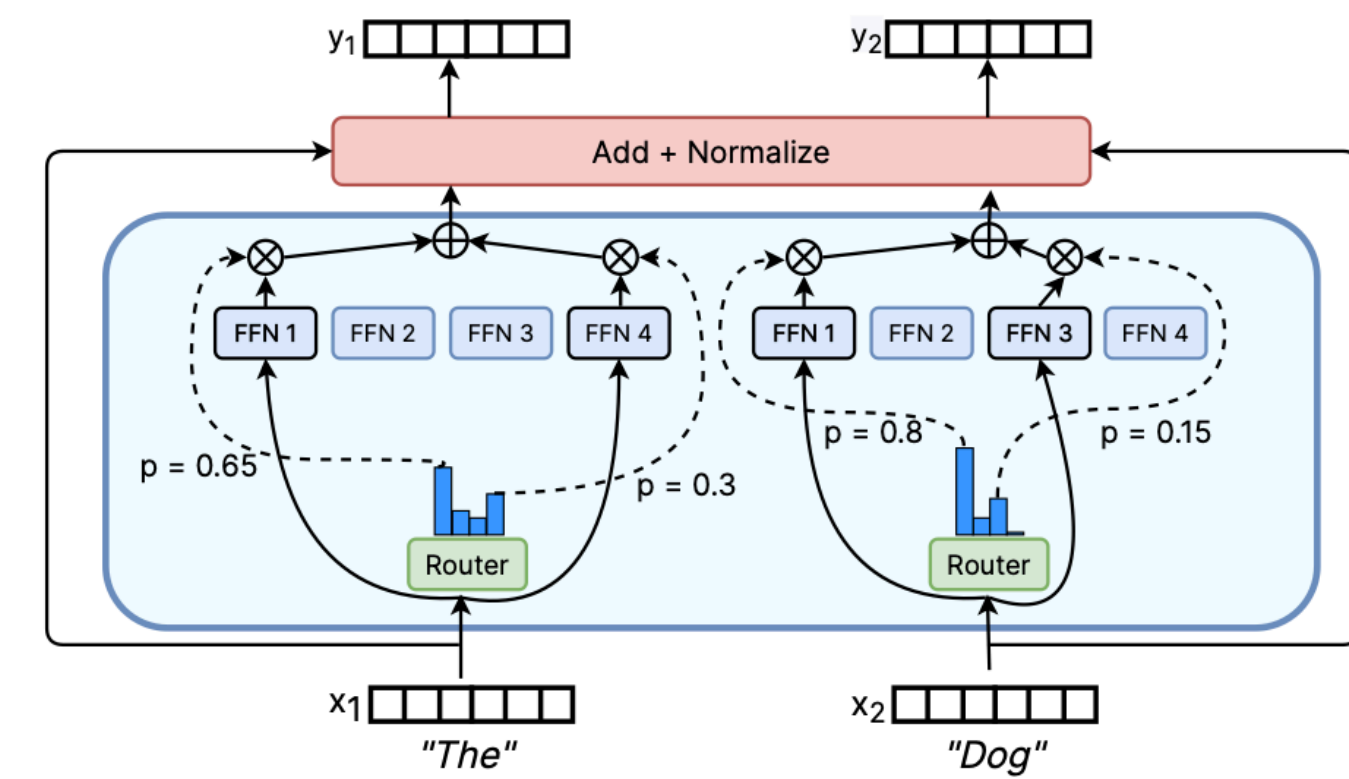 y1 y2
Add + Normalize
FFN 1 FFN 2 FFN 3 FFN 4 FFN 1 FFN 2 FFN 3 FFN 4
p = 0.65 p = 0.3 p = 0.8 p = 0.15
Router Router
x1 x2
"The" "Dog"